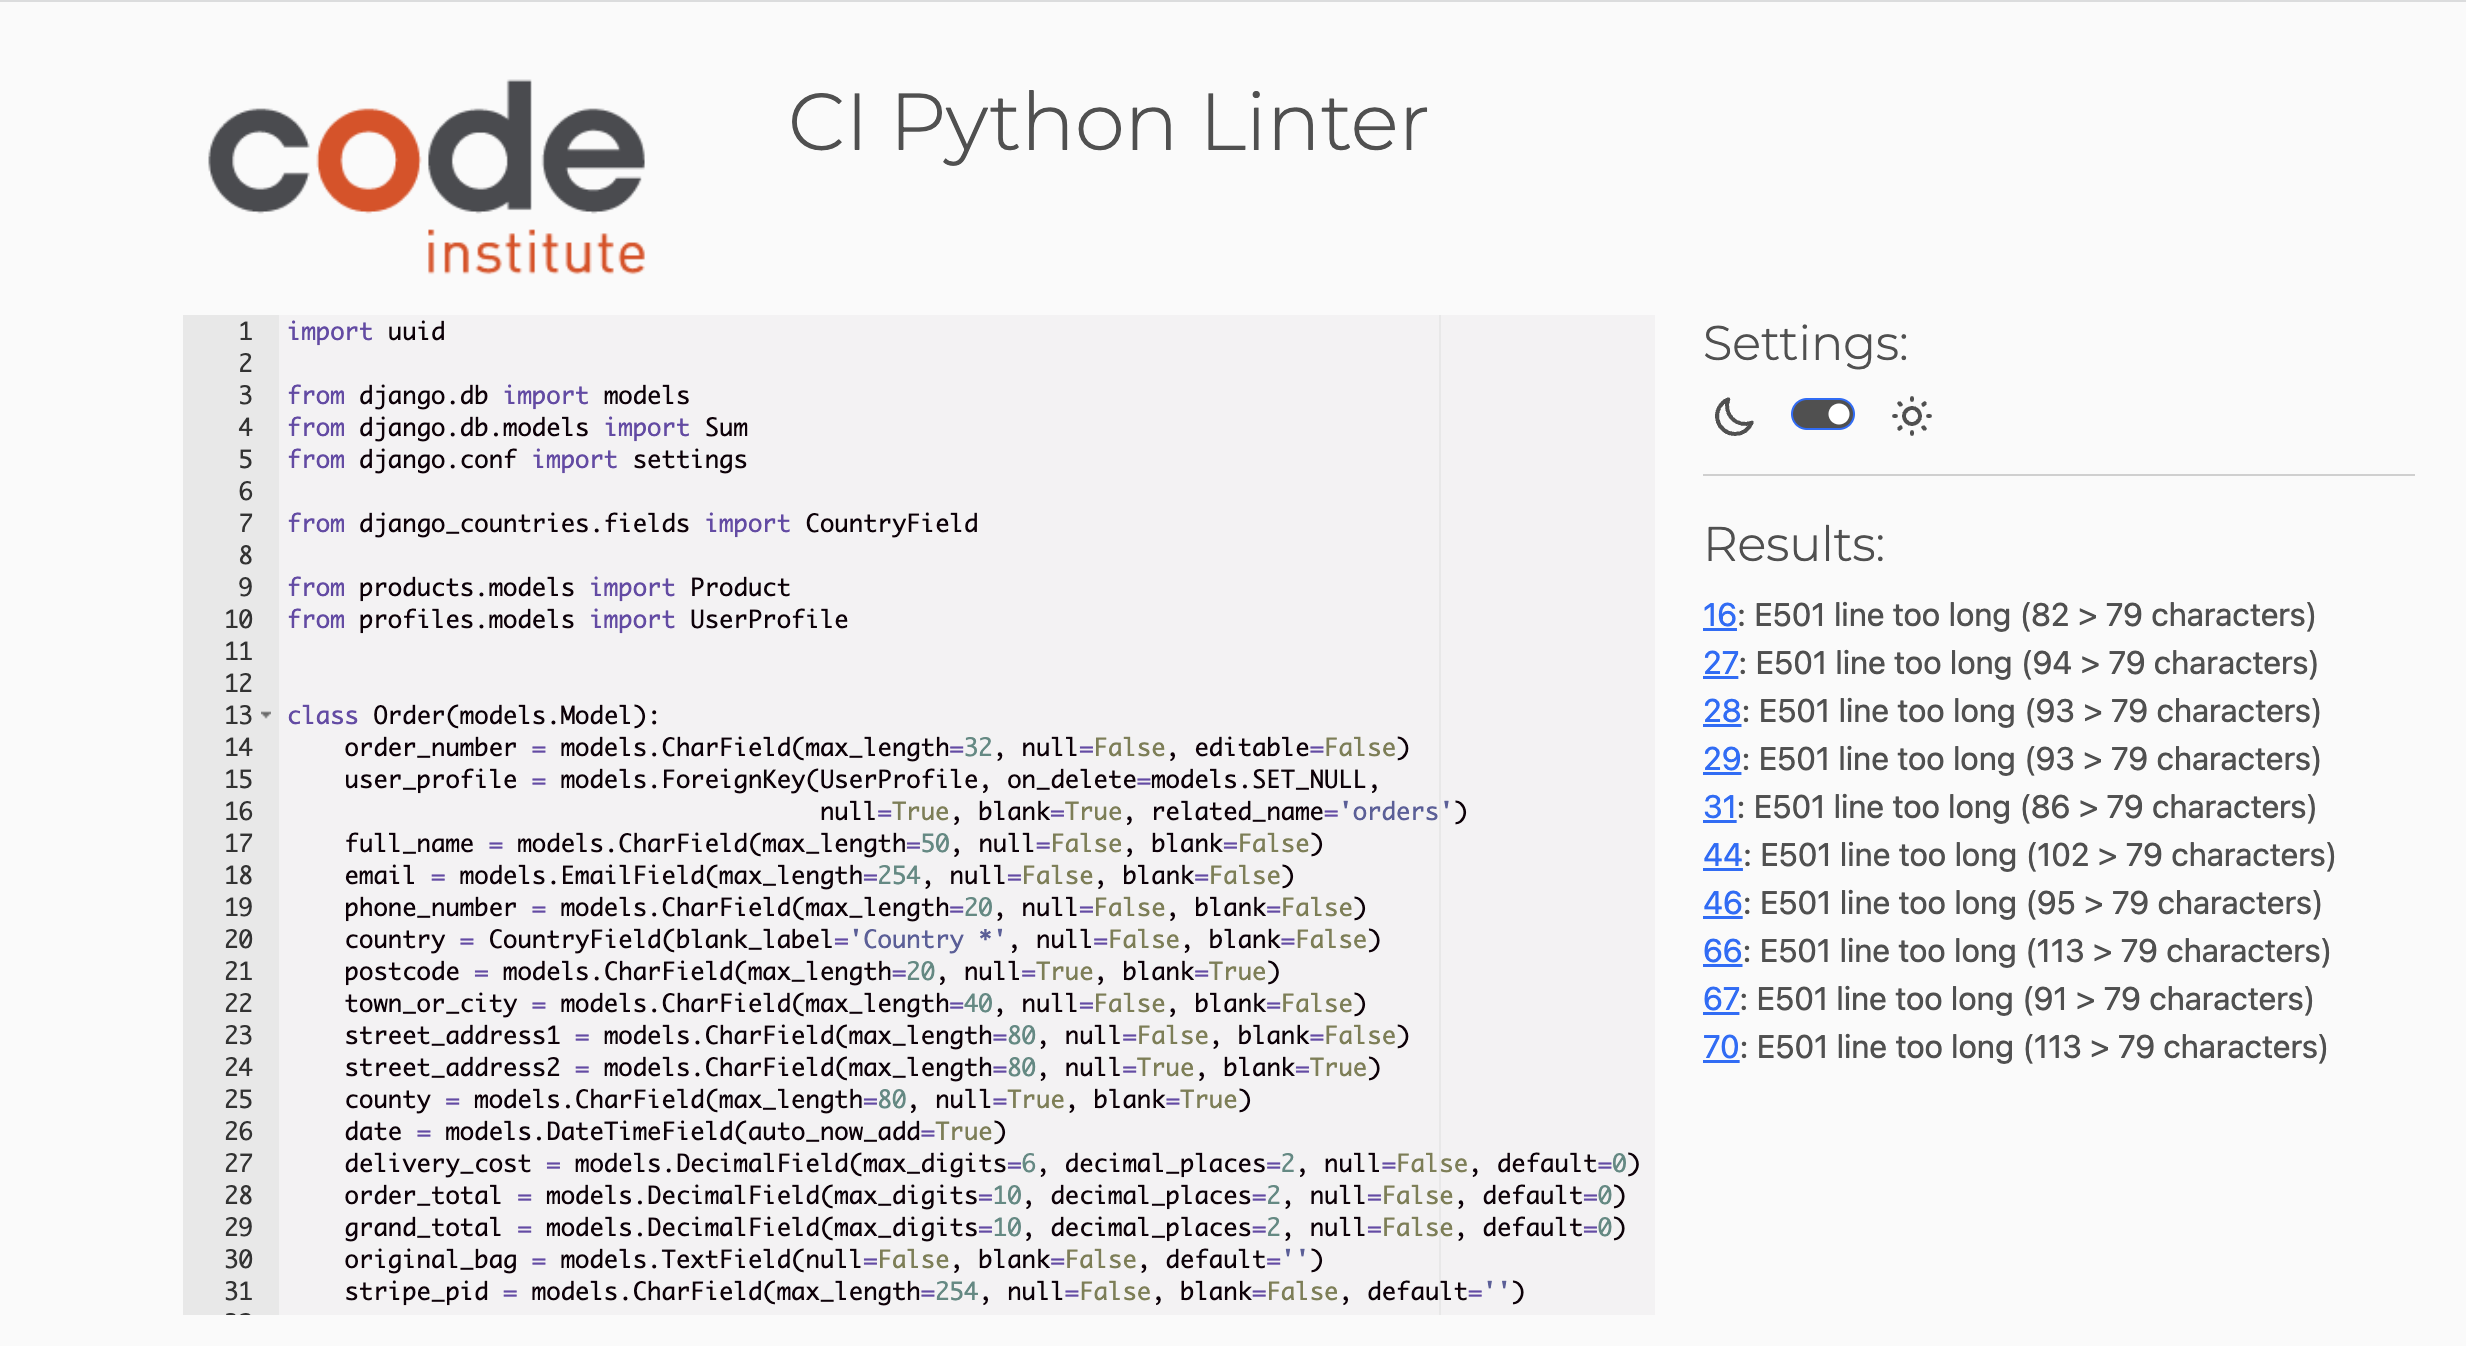 code
institute
CI Python Linter
1 import uuid
2
3 from django.db import models
4 from django.db.models import Sum
5 from django.conf import settings
6
7 from django_countries.fields import CountryField
8
9 from products.models import Product
10 from profiles.models import UserProfile
11
12
13 class Order(models.Model):
14     order_number = models.CharField(max_length=32, null=False, editable=False)
15     user_profile = models.ForeignKey(UserProfile, on_delete=models.SET_NULL,
16                                      null=True, blank=True, related_name='orders')
17     full_name = models.CharField(max_length=50, null=False, blank=False)
18     email = models.EmailField(max_length=254, null=False, blank=False)
19     phone_number = models.CharField(max_length=20, null=False, blank=False)
20     country = CountryField(blank_label='Country *', null=False, blank=False)
21     postcode = models.CharField(max_length=20, null=True, blank=True)
22     town_or_city = models.CharField(max_length=40, null=False, blank=False)
23     street_address1 = models.CharField(max_length=80, null=False, blank=False)
24     street_address2 = models.CharField(max_length=80, null=True, blank=True)
25     county = models.CharField(max_length=80, null=True, blank=True)
26     date = models.DateTimeField(auto_now_add=True)
27     delivery_cost = models.DecimalField(max_digits=6, decimal_places=2, null=False, default=0)
28     order_total = models.DecimalField(max_digits=10, decimal_places=2, null=False, default=0)
29     grand_total = models.DecimalField(max_digits=10, decimal_places=2, null=False, default=0)
30     original_bag = models.TextField(null=False, blank=False, default='')
31     stripe_pid = models.CharField(max_length=254, null=False, blank=False, default='')
Settings:
Results:
16: E501 line too long (82 > 79 characters)
27: E501 line too long (94 > 79 characters)
28: E501 line too long (93 > 79 characters)
29: E501 line too long (93 > 79 characters)
31: E501 line too long (86 > 79 characters)
44: E501 line too long (102 > 79 characters)
46: E501 line too long (95 > 79 characters)
66: E501 line too long (113 > 79 characters)
67: E501 line too long (91 > 79 characters)
70: E501 line too long (113 > 79 characters)